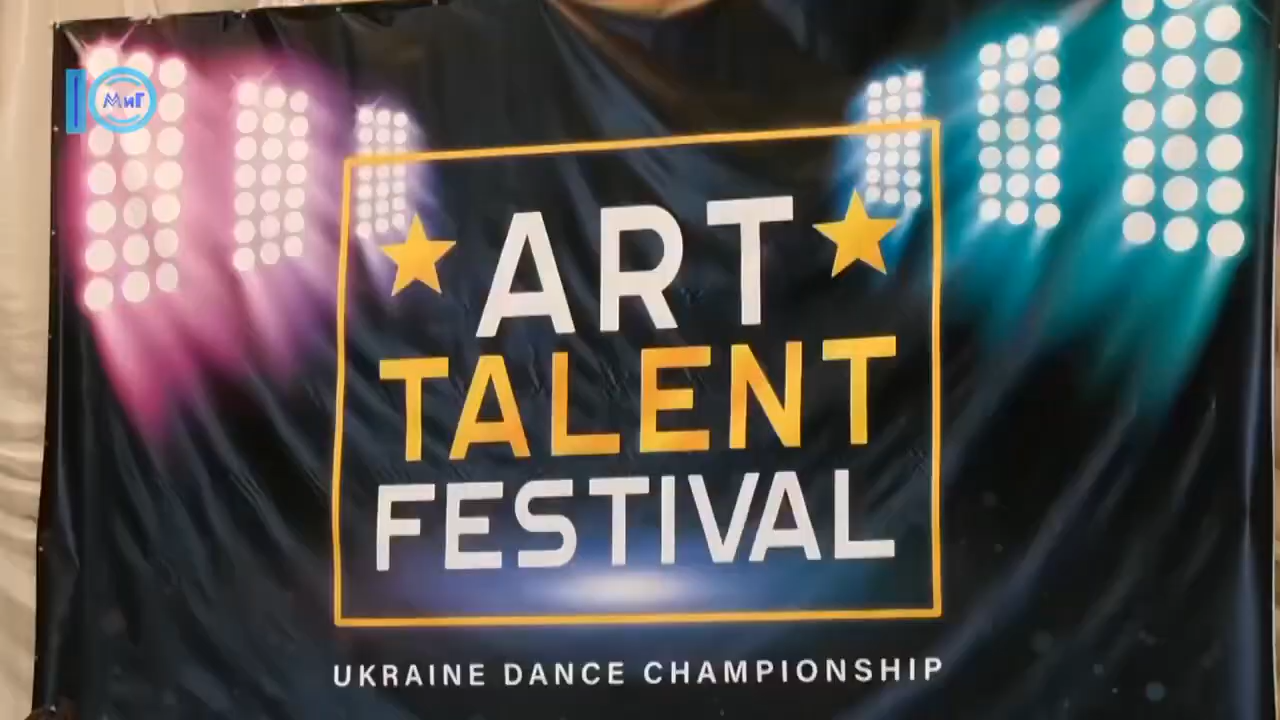 МиГ
ART
TALENT
FESTIVAL
UKRAINE DANCE CHAMPIONSHIP